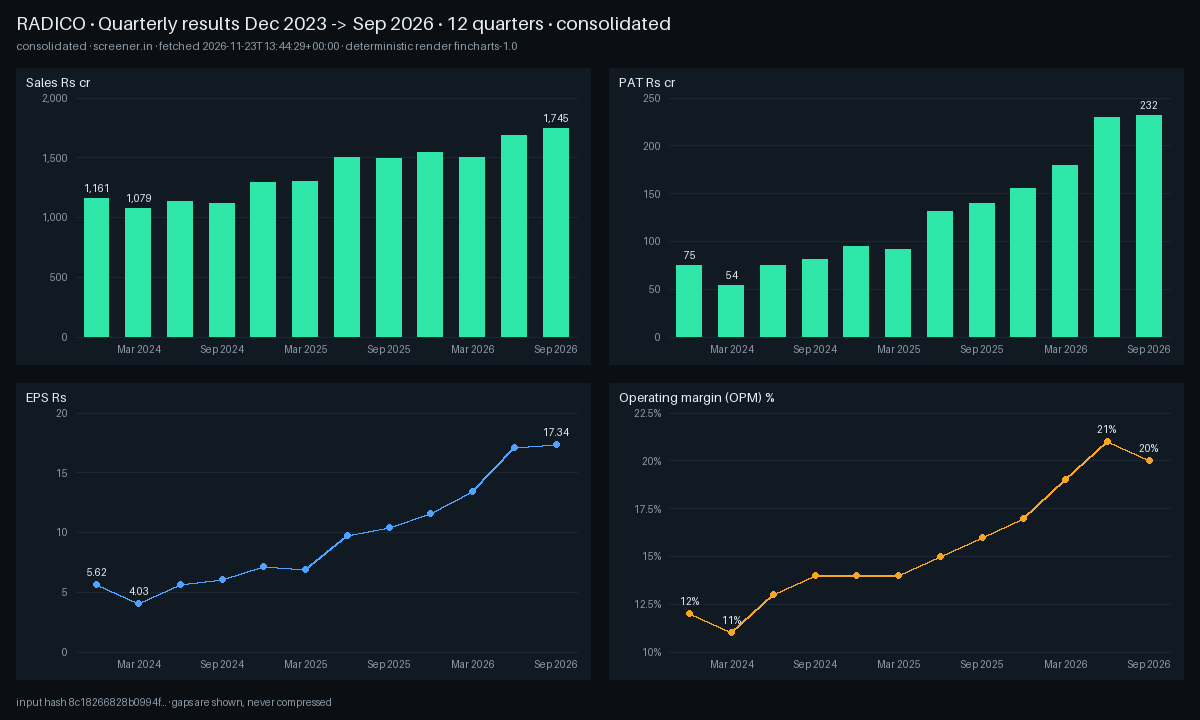 RADICO · Quarterly results Dec 2023 -> Sep 2026 · 12 quarters · consolidated
consolidated · screener.in · fetched 2026-11-23T13:44:29+00:00 · deterministic render fincharts-1.0
Sales Rs cr
2,000
1,500
1,000
500
0
1,161
1,079
1,745
Mar 2024
Sep 2024
Mar 2025
Sep 2025
Mar 2026
Sep 2026
PAT Rs cr
250
200
150
100
50
0
75
54
232
Mar 2024
Sep 2024
Mar 2025
Sep 2025
Mar 2026
Sep 2026
EPS Rs
20
15
10
5
0
5.62
4.03
17.34
Mar 2024
Sep 2024
Mar 2025
Sep 2025
Mar 2026
Sep 2026
Operating margin (OPM) %
22.5%
20%
17.5%
15%
12.5%
10%
12%
11%
21%
20%
Mar 2024
Sep 2024
Mar 2025
Sep 2025
Mar 2026
Sep 2026
input hash 8c18266828b0994f… · gaps are shown, never compressed